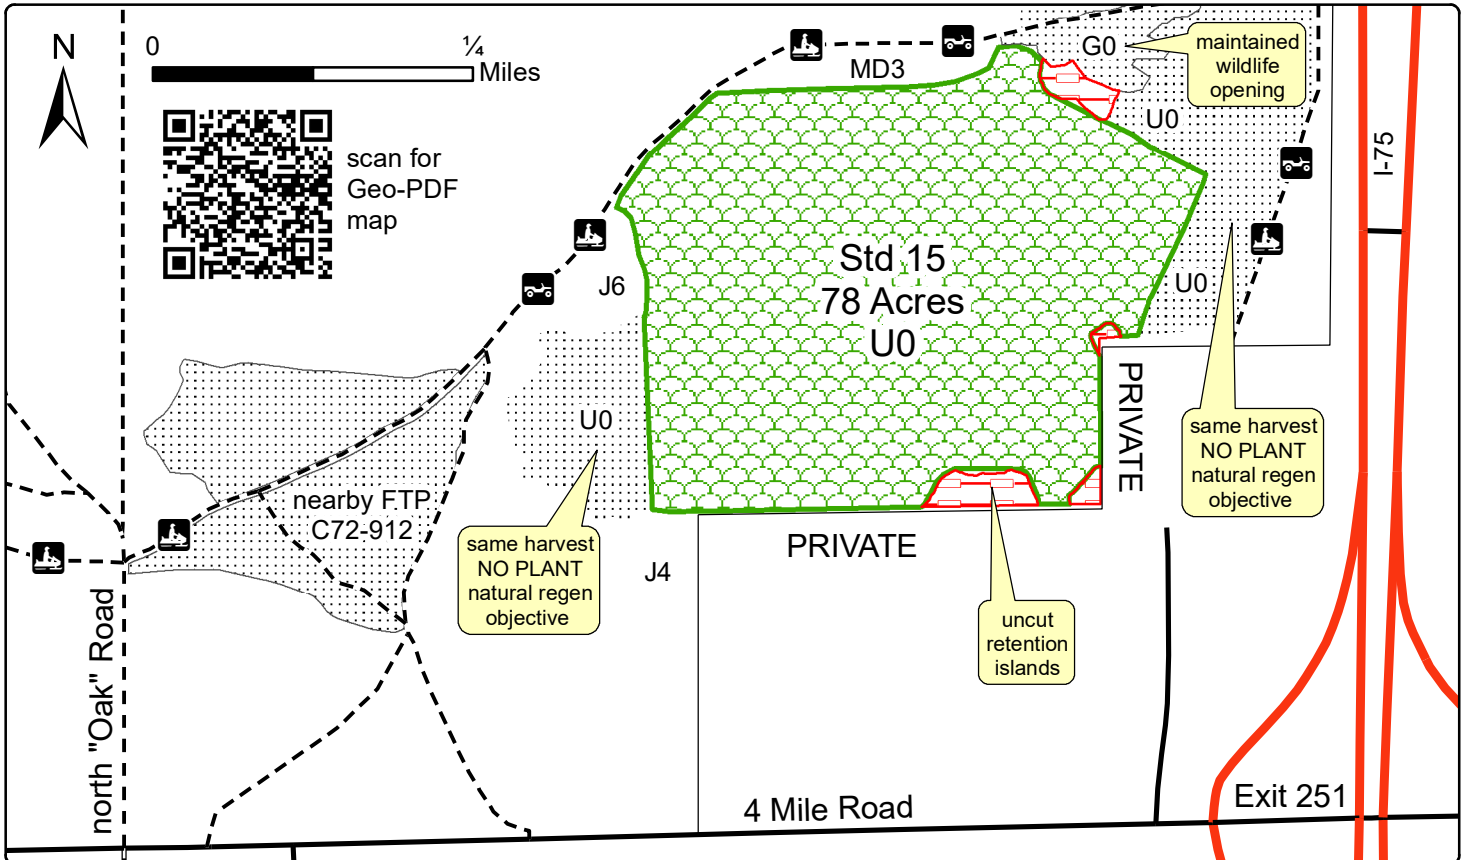 N
0 ¼
Miles
scan for
Geo-PDF
map
MD3
G0
maintained
wildlife
opening
U0
I-75
Std 15
78 Acres
U0
J6
U0
U0
PRIVATE
same harvest
NO PLANT
natural regen
objective
nearby FTP
C72-912
same harvest
NO PLANT
natural regen
objective
PRIVATE
J4
uncut
retention
islands
north "Oak" Road
4 Mile Road
Exit 251